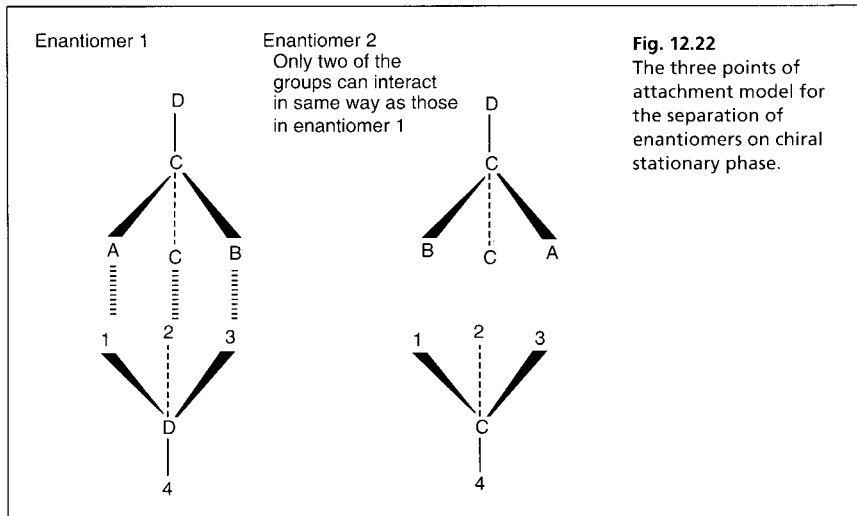 Enantiomer 1
Enantiomer 2
Only two of the
groups can interact
in same way as those
in enantiomer 1
Fig. 12.22
The three points of
attachment model for
the separation of
enantiomers on chiral
stationary phase.
D
C
A
C
B
1
2
3
D
4
D
C
B
C
A
1
2
3
C
4